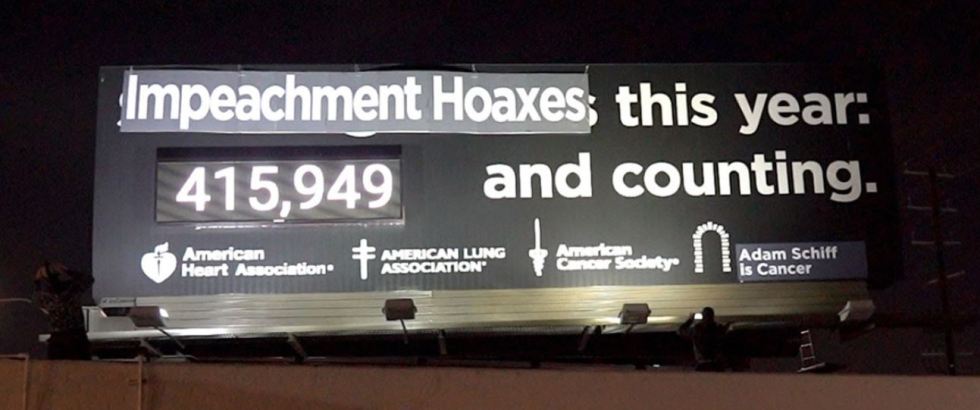 Impeachment Hoaxes this year:
415,949 and counting.
American
Heart Association®
AMERICAN LUNG
ASSOCIATION®
American
Cancer Society®
Adam Schiff
is Cancer